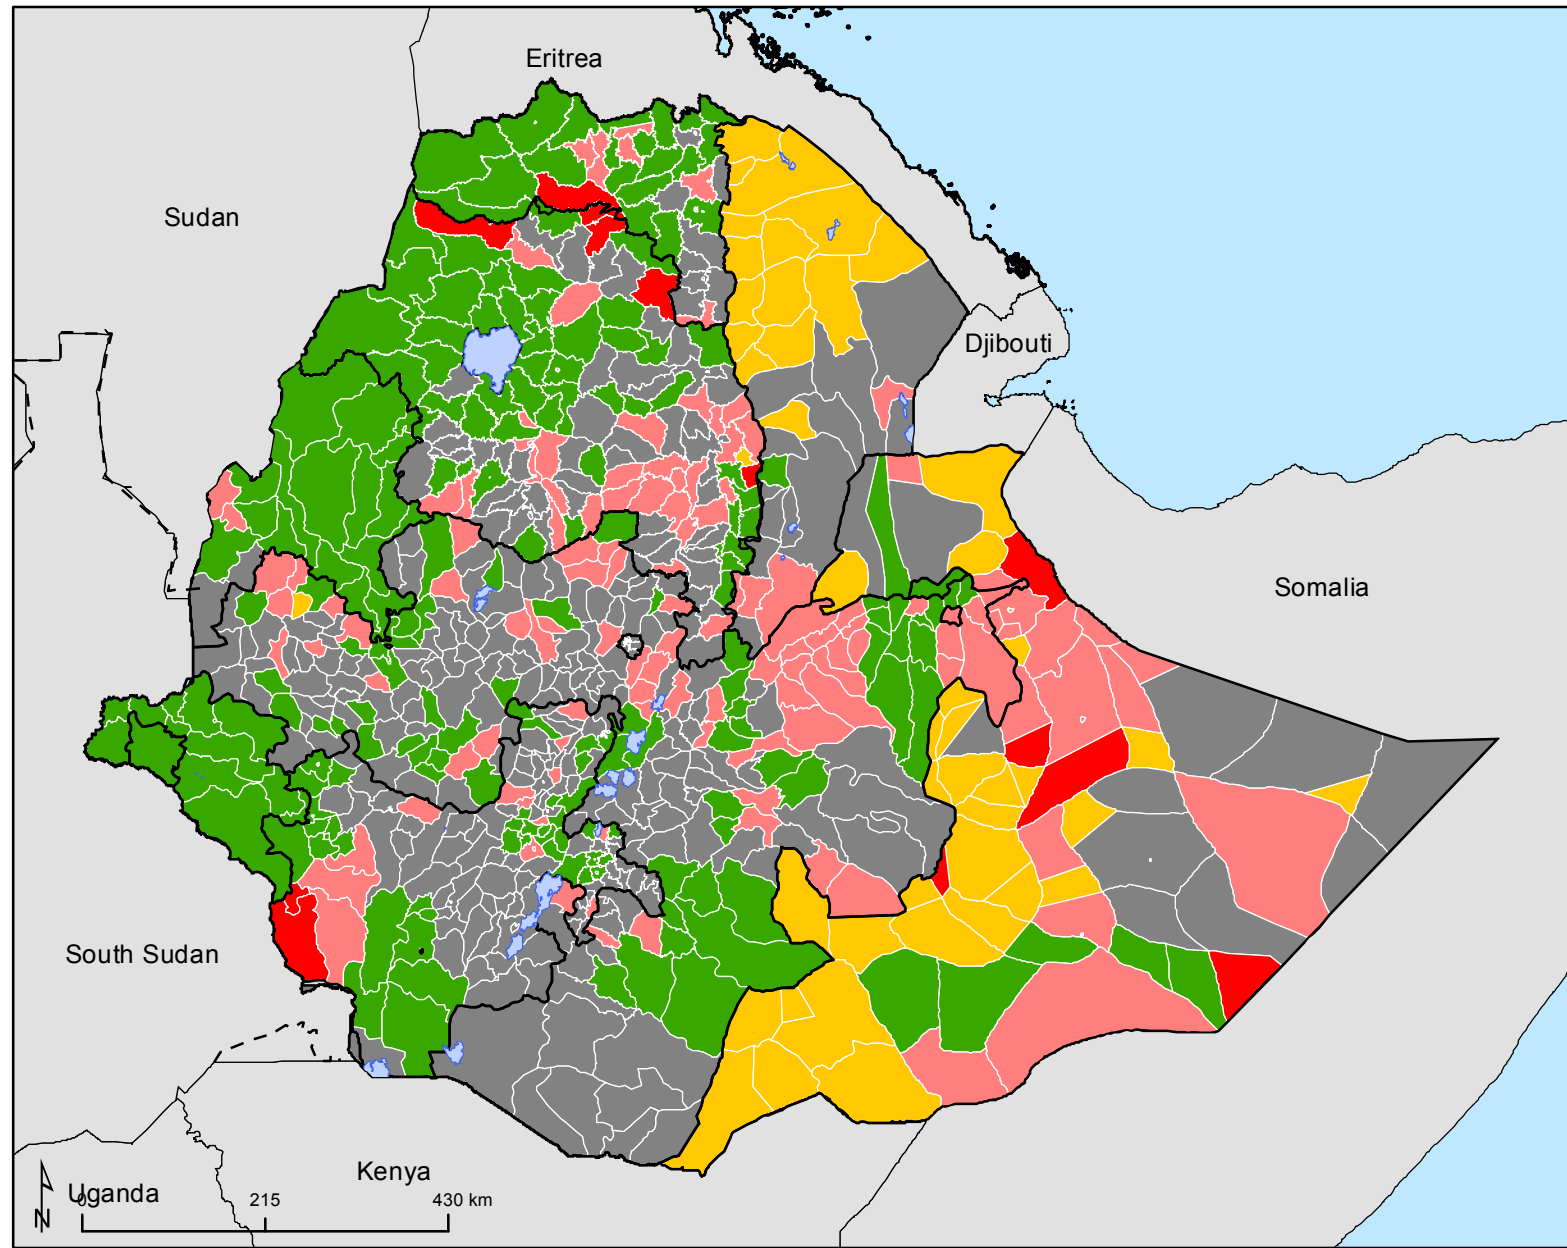 Eritrea
Sudan
Djibouti
Somalia
South Sudan
Kenya
Uganda
0 215 430 km
N